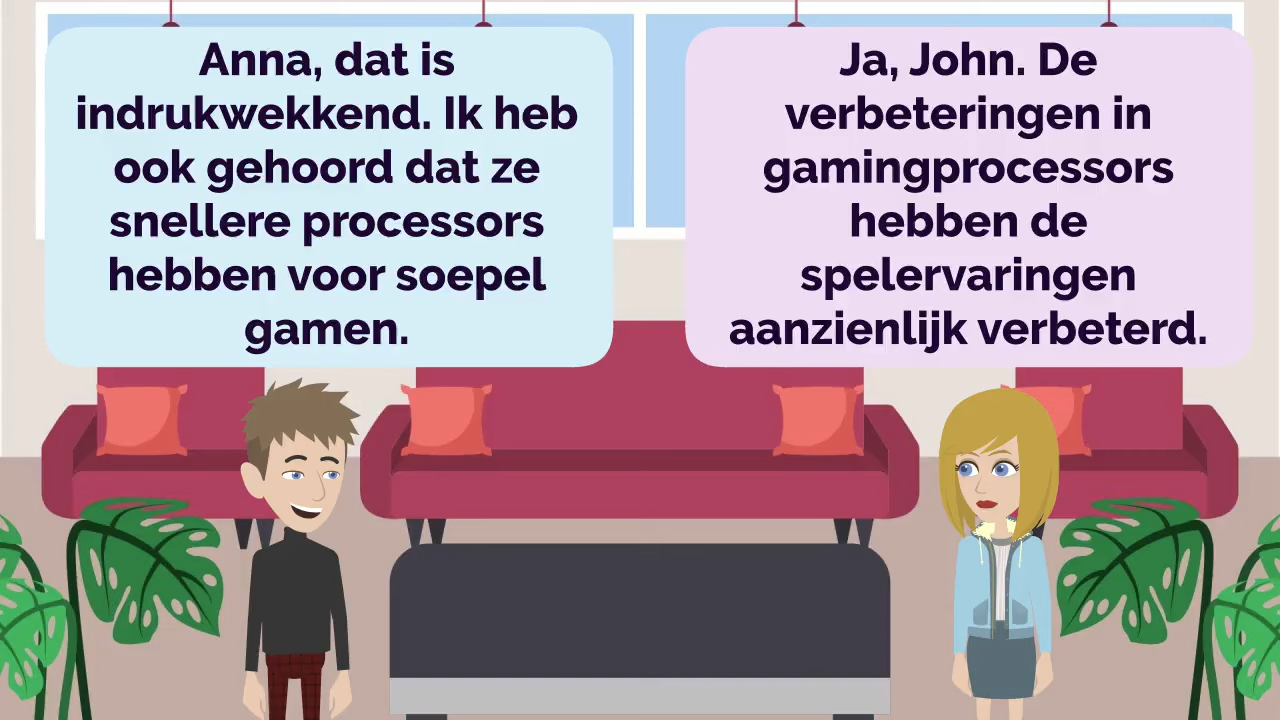 Anna, dat is
indrukwekkend. Ik heb
ook gehoord dat ze
snellere processors
hebben voor soepel
gamen.
Ja, John. De
verbeteringen in
gamingprocessors
hebben de
spelervaringen
aanzienlijk verbeterd.